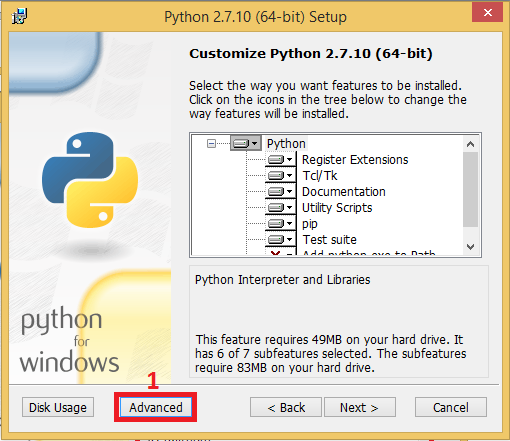 Python 2.7.10 (64-bit) Setup
Customize Python 2.7.10 (64-bit)
Select the way you want features to be installed.
Click on the icons in the tree below to change the
way features will be installed.
Python
Register Extensions
Tcl/Tk
Documentation
Utility Scripts
pip
Test suite
Add python.exe to Path
Python Interpreter and Libraries
This feature requires 49MB on your hard drive. It
has 6 of 7 subfeatures selected. The subfeatures
require 83MB on your hard drive.
python
for
windows
1
Disk Usage
Advanced
< Back
Next >
Cancel